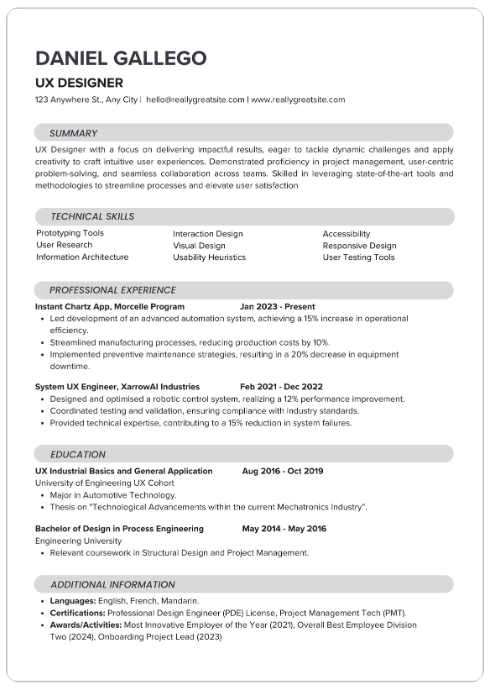 DANIEL GALLEGO
UX DESIGNER
123 Anywhere St., Any City | hello@reallygreatsite.com | www.reallygreatsite.com
SUMMARY
UX Designer with a focus on delivering impactful results, eager to tackle dynamic challenges and apply
creativity to craft intuitive user experiences. Demonstrated proficiency in project management, user-centric
problem-solving, and seamless collaboration across teams. Skilled in leveraging state-of-the-art tools and
methodologies to streamline processes and elevate user satisfaction
TECHNICAL SKILLS
Prototyping Tools Interaction Design Accessibility
User Research Visual Design Responsive Design
Information Architecture Usability Heuristics User Testing Tools
PROFESSIONAL EXPERIENCE
Instant Chartz App, Morcelle Program Jan 2023 - Present
• Led development of an advanced automation system, achieving a 15% increase in operational
efficiency.
• Streamlined manufacturing processes, reducing production costs by 10%.
• Implemented preventive maintenance strategies, resulting in a 20% decrease in equipment
downtime.
System UX Engineer, XarrowAI Industries Feb 2021 - Dec 2022
• Designed and optimised a robotic control system, realizing a 12% performance improvement.
• Coordinated testing and validation, ensuring compliance with industry standards.
• Provided technical expertise, contributing to a 15% reduction in system failures.
EDUCATION
UX Industrial Basics and General Application Aug 2016 - Oct 2019
University of Engineering UX Cohort
• Major in Automotive Technology.
• Thesis on "Technological Advancements within the current Mechatronics Industry".
Bachelor of Design in Process Engineering May 2014 - May 2016
Engineering University
• Relevant coursework in Structural Design and Project Management.
ADDITIONAL INFORMATION
• Languages: English, French, Mandarin.
• Certifications: Professional Design Engineer (PDE) License, Project Management Tech (PMT).
• Awards/Activities: Most Innovative Employer of the Year (2021), Overall Best Employee Division
Two (2024), Onboarding Project Lead (2023)